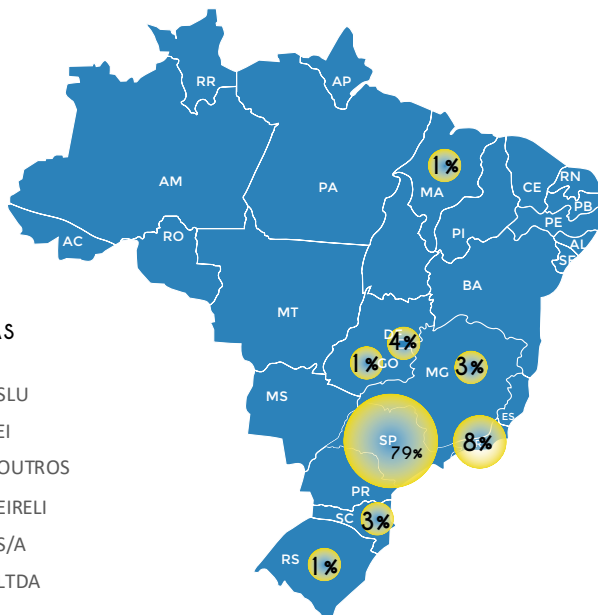 RR
AP
1%
AM
PA
MA
CE
RN
PB
PE
PI
AL
SE
AC
RO
BA
MT
AS
DF
4%
1%
GO
MG
3%
SLU
MS
ES
EI
SP
79%
8%
OUTROS
PR
EIRELI
SC
3%
S/A
RS
1%
LTDA